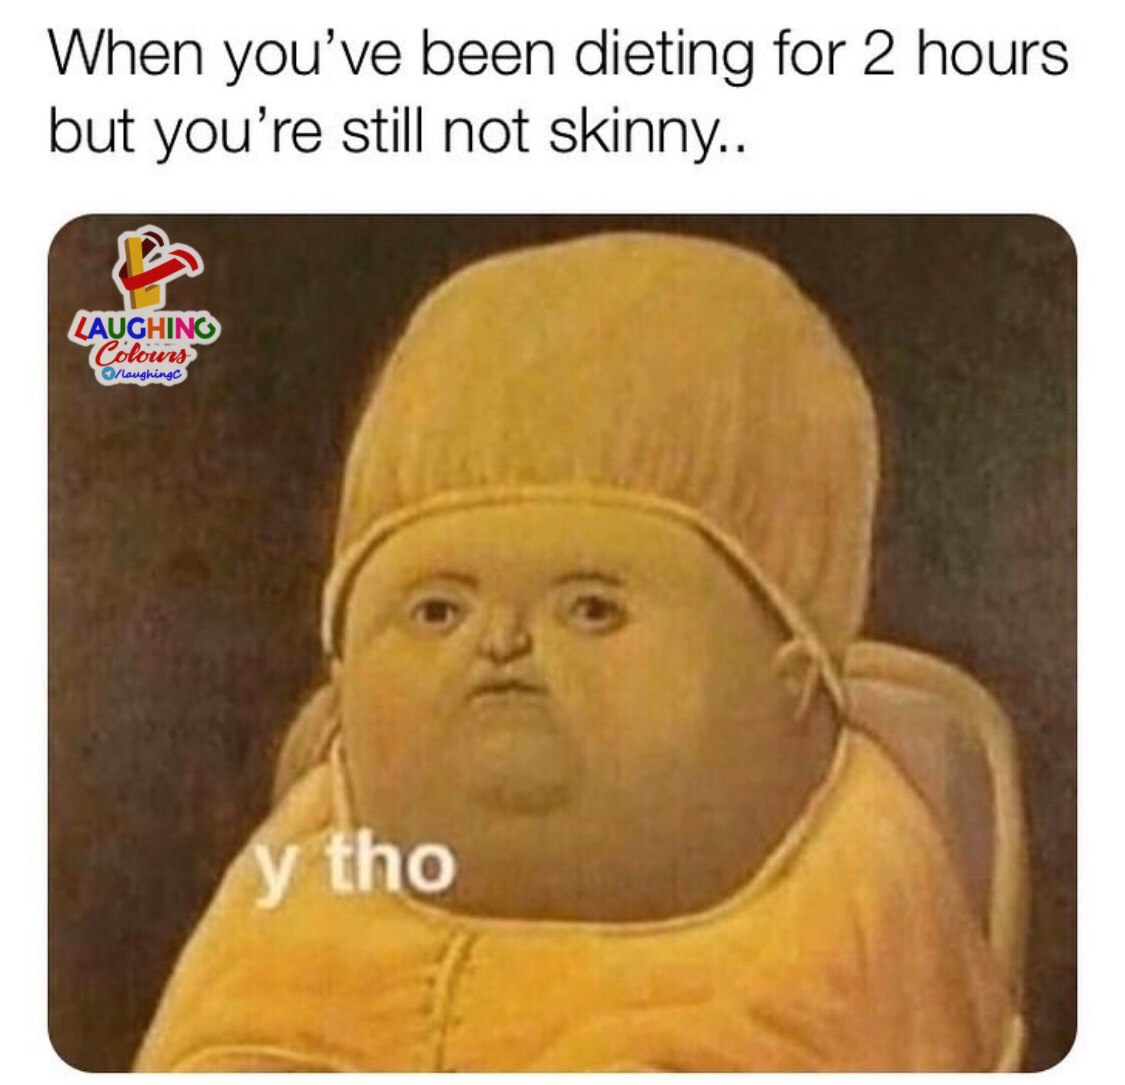 When you’ve been dieting for 2 hours
but you’re still not skinny..
LAUGHING
Colours
/laughingC
y tho